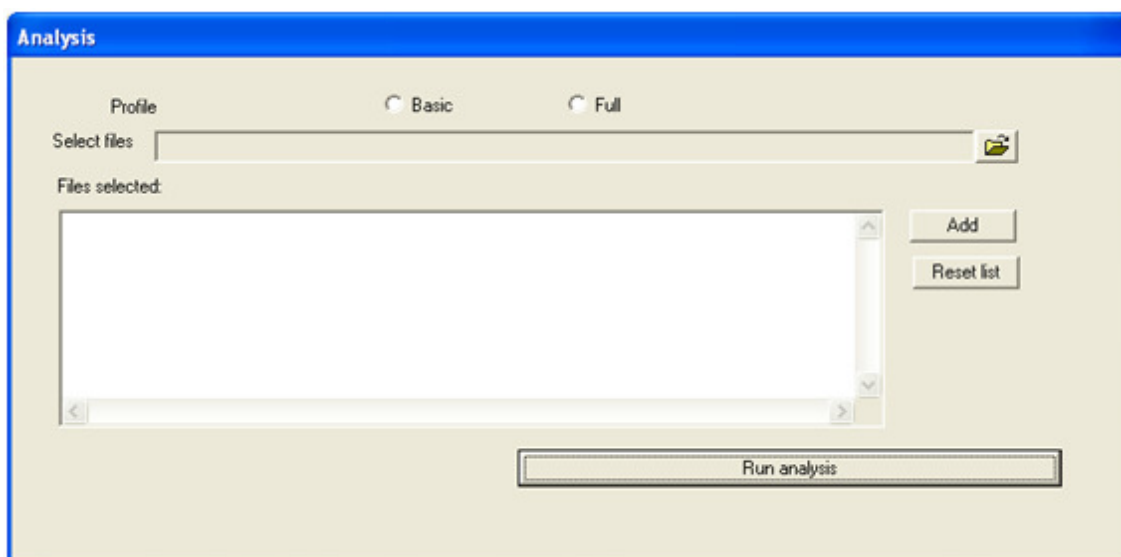 Analysis
Profile Basic Full
Select files
Files selected:
Add
Reset list
Run analysis